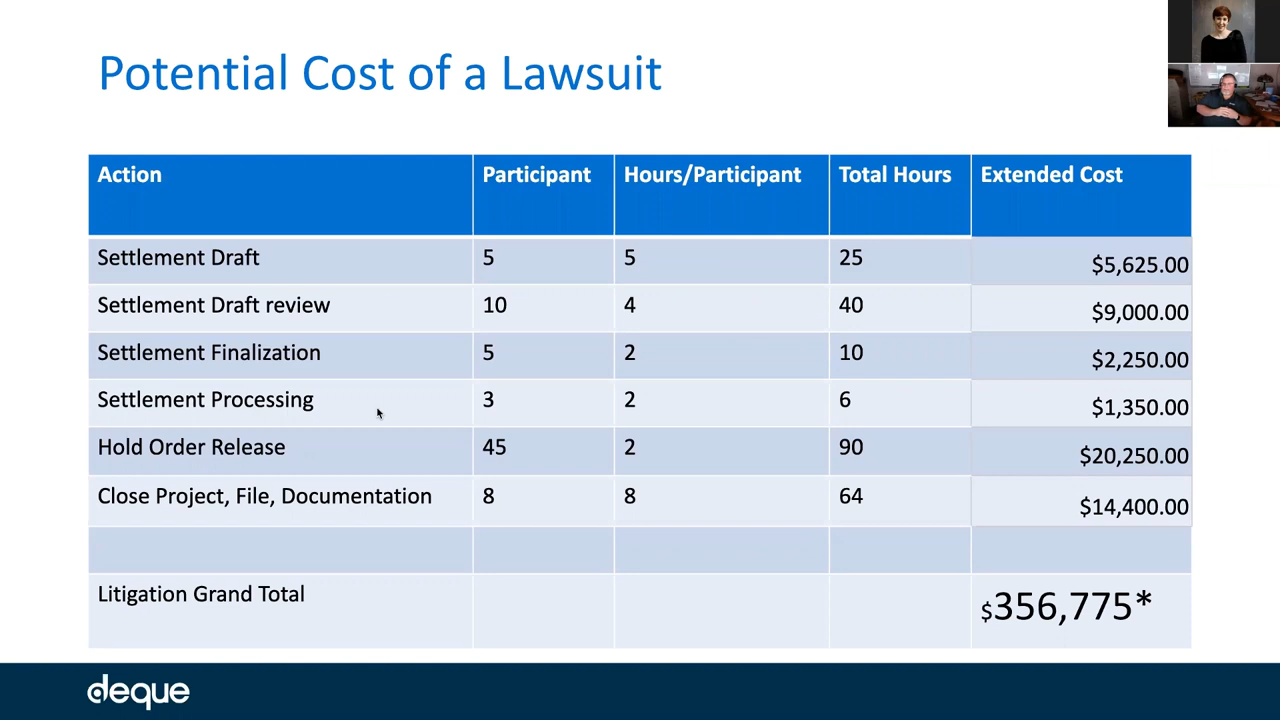 Potential Cost of a Lawsuit
Action Participant Hours/Participant Total Hours Extended Cost
Settlement Draft 5 5 25 $5,625.00
Settlement Draft review 10 4 40 $9,000.00
Settlement Finalization 5 2 10 $2,250.00
Settlement Processing 3 2 6 $1,350.00
Hold Order Release 45 2 90 $20,250.00
Close Project, File, Documentation 8 8 64 $14,400.00
Litigation Grand Total $356,775*
deque